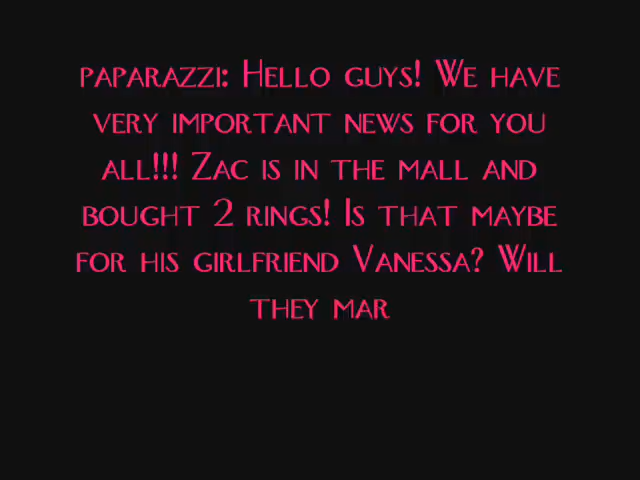 PAPARAZZI: HELLO GUYS! WE HAVE
VERY IMPORTANT NEWS FOR YOU
ALL!!! ZAC IS IN THE MALL AND
BOUGHT 2 RINGS! IS THAT MAYBE
FOR HIS GIRLFRIEND VANESSA? WILL
THEY MAR